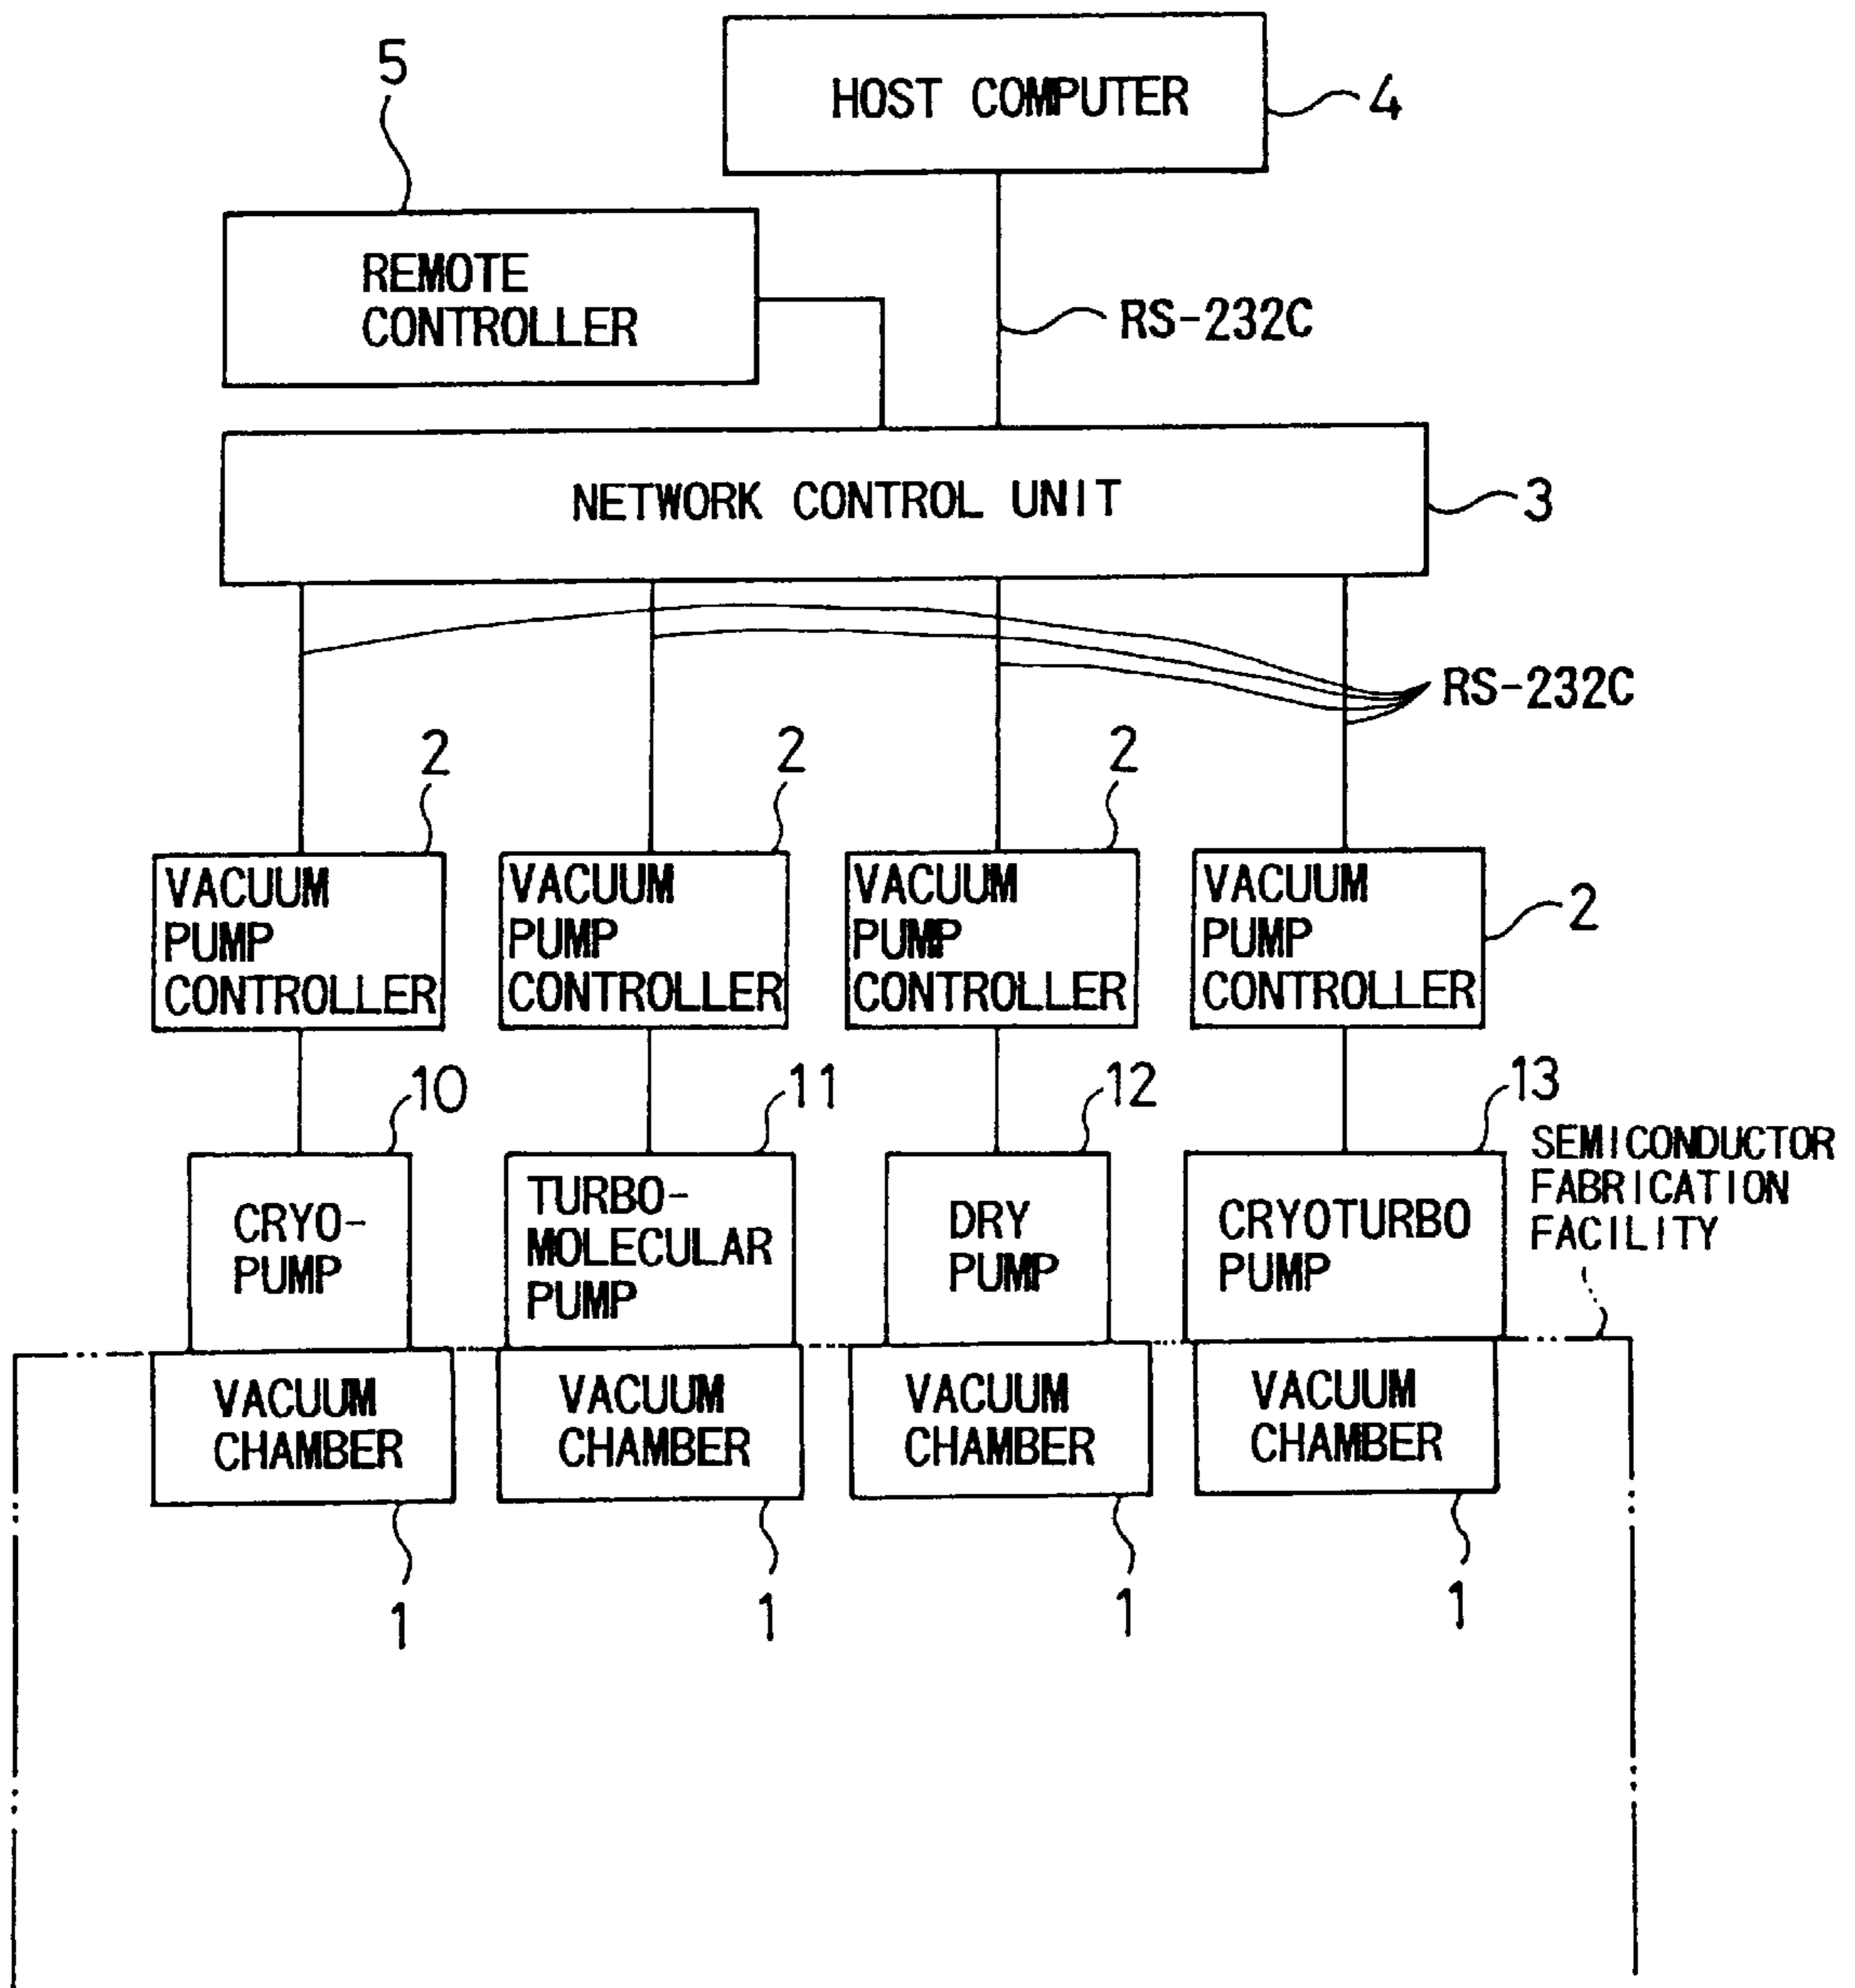 5
HOST COMPUTER
4
REMOTE
CONTROLLER
RS-232C
NETWORK CONTROL UNIT
3
RS-232C
2
2
2
VACUUM
PUMP
CONTROLLER
VACUUM
PUMP
CONTROLLER
VACUUM
PUMP
CONTROLLER
VACUUM
PUMP
CONTROLLER
2
10
11
12
13
SEMICONDUCTOR
FABRICATION
FACILITY
CRYO-
PUMP
TURBO-
MOLECULAR
PUMP
DRY
PUMP
CRYOTURBO
PUMP
VACUUM
CHAMBER
VACUUM
CHAMBER
VACUUM
CHAMBER
VACUUM
CHAMBER
1
1
1
1